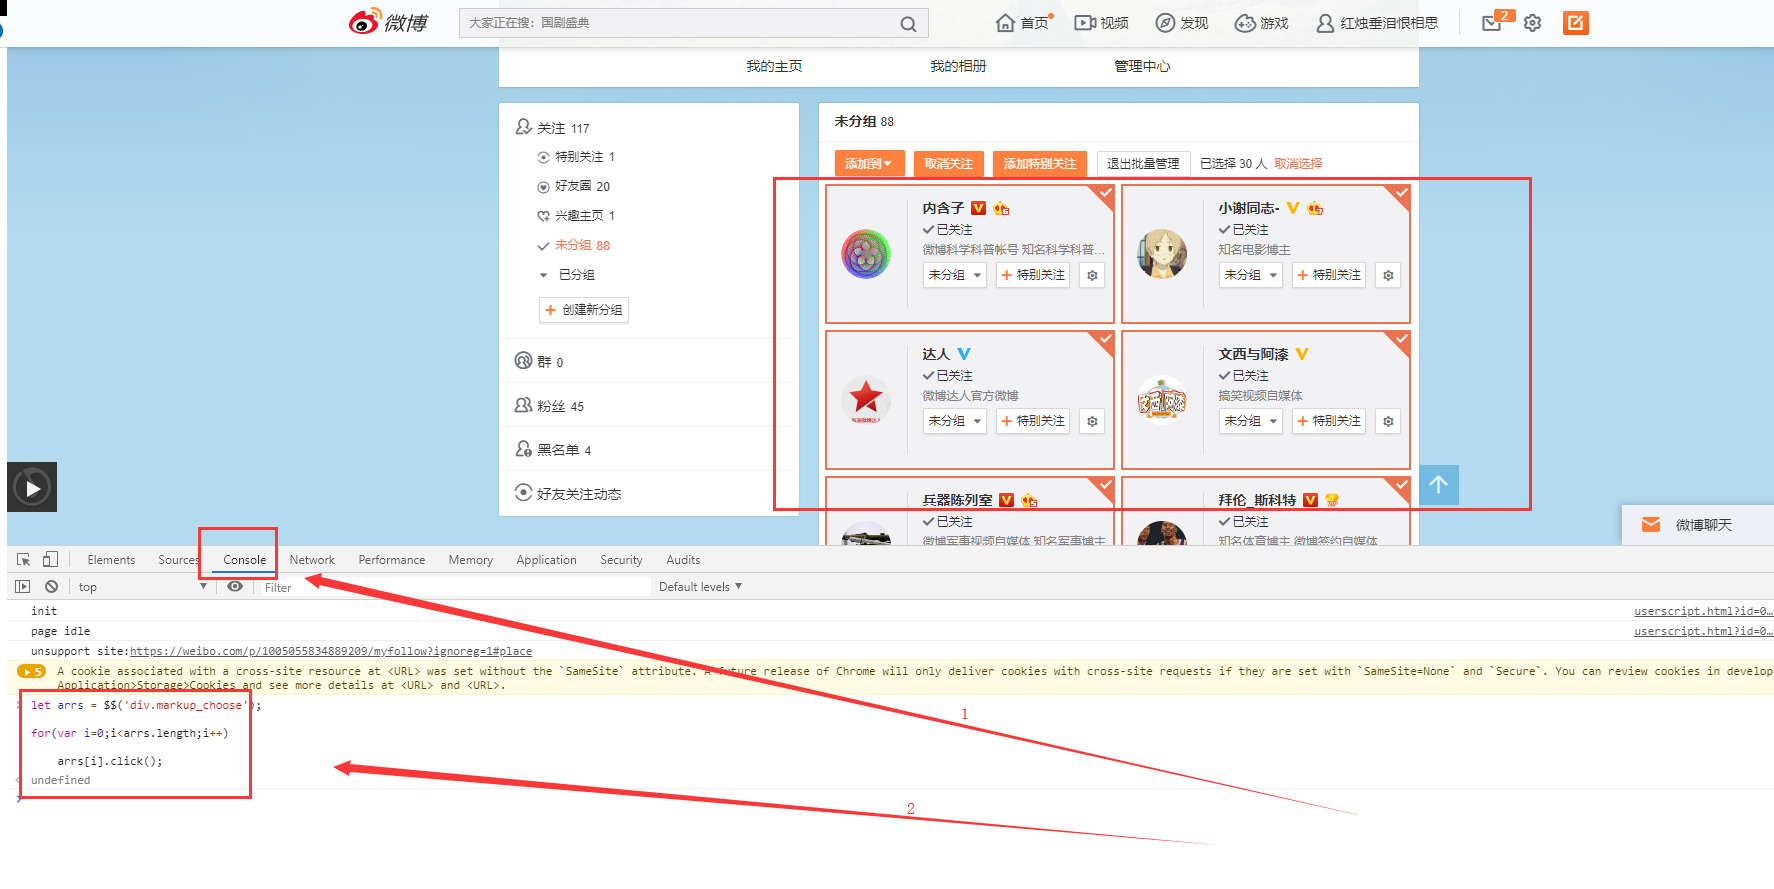 微博
大家正在搜：国剧盛典
首页
视频
发现
游戏
红烛垂泪恨相思
2
我的主页
我的相册
管理中心
关注 117
特别关注 1
好友圈 20
兴趣主页 1
未分组 88
已分组
+ 创建新分组
群 0
粉丝 45
黑名单 4
好友关注动态
未分组 88
添加到
取消关注
添加特别关注
退出批量管理
已选择 30 人 取消选择
内含子 V
已关注
微博科学科普帐号 知名科学科普...
未分组
+ 特别关注
小谢同志-
已关注
知名电影博主
未分组
+ 特别关注
达人
已关注
微博达人官方微博
未分组
+ 特别关注
文西与阿漆
已关注
搞笑视频自媒体
未分组
+ 特别关注
兵器陈列室 V
已关注
微博军事视频自媒体 知名军事博主
拜伦_斯科特 V
已关注
知名体育博主 微博签约自媒体
微博聊天
Elements
Sources
Console
Network
Performance
Memory
Application
Security
Audits
top
Filter
Default levels ▼
init
userscript.html?id=0…
page idle
userscript.html?id=0…
unsupport site:https://weibo.com/p/1005055834889209/myfollow?ignoreg=1#place
5
A cookie associated with a cross-site resource at <URL> was set without the `SameSite` attribute. A future release of Chrome will only deliver cookies with cross-site requests if they are set with `SameSite=None` and `Secure`. You can review cookies in develope
Application>Storage>Cookies and see more details at <URL> and <URL>.
let arrs = $$('div.markup_choose');
for(var i=0;i<arrs.length;i++)
arrs[i].click();
undefined
1
2